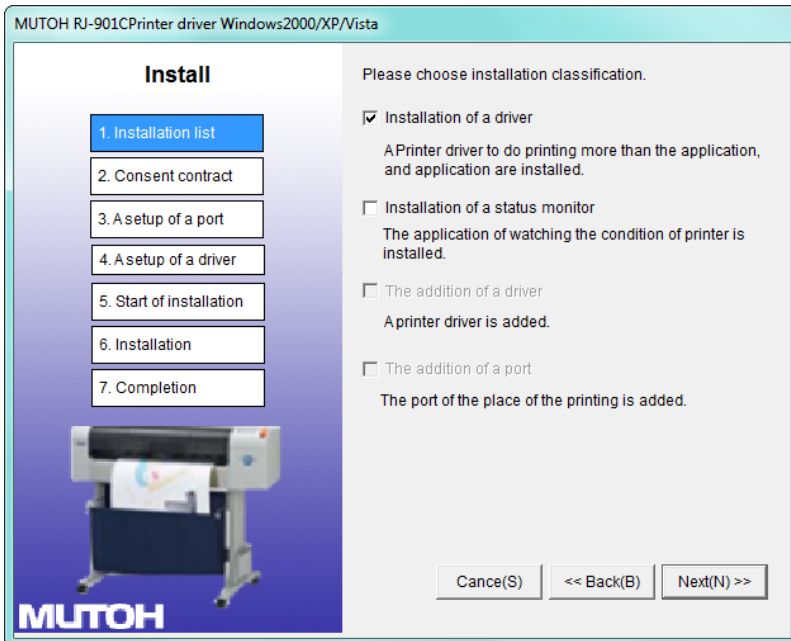 MUTOH RJ-901CPrinter driver Windows2000/XP/Vista
Install
1. Installation list
2. Consent contract
3. A setup of a port
4. A setup of a driver
5. Start of installation
6. Installation
7. Completion
MUTOH
Please choose installation classification.
Installation of a driver
A Printer driver to do printing more than the application,
and application are installed.
Installation of a status monitor
The application of watching the condition of printer is
installed.
The addition of a driver
A printer driver is added.
The addition of a port
The port of the place of the printing is added.
Cance(S)
<< Back(B)
Next(N) >>